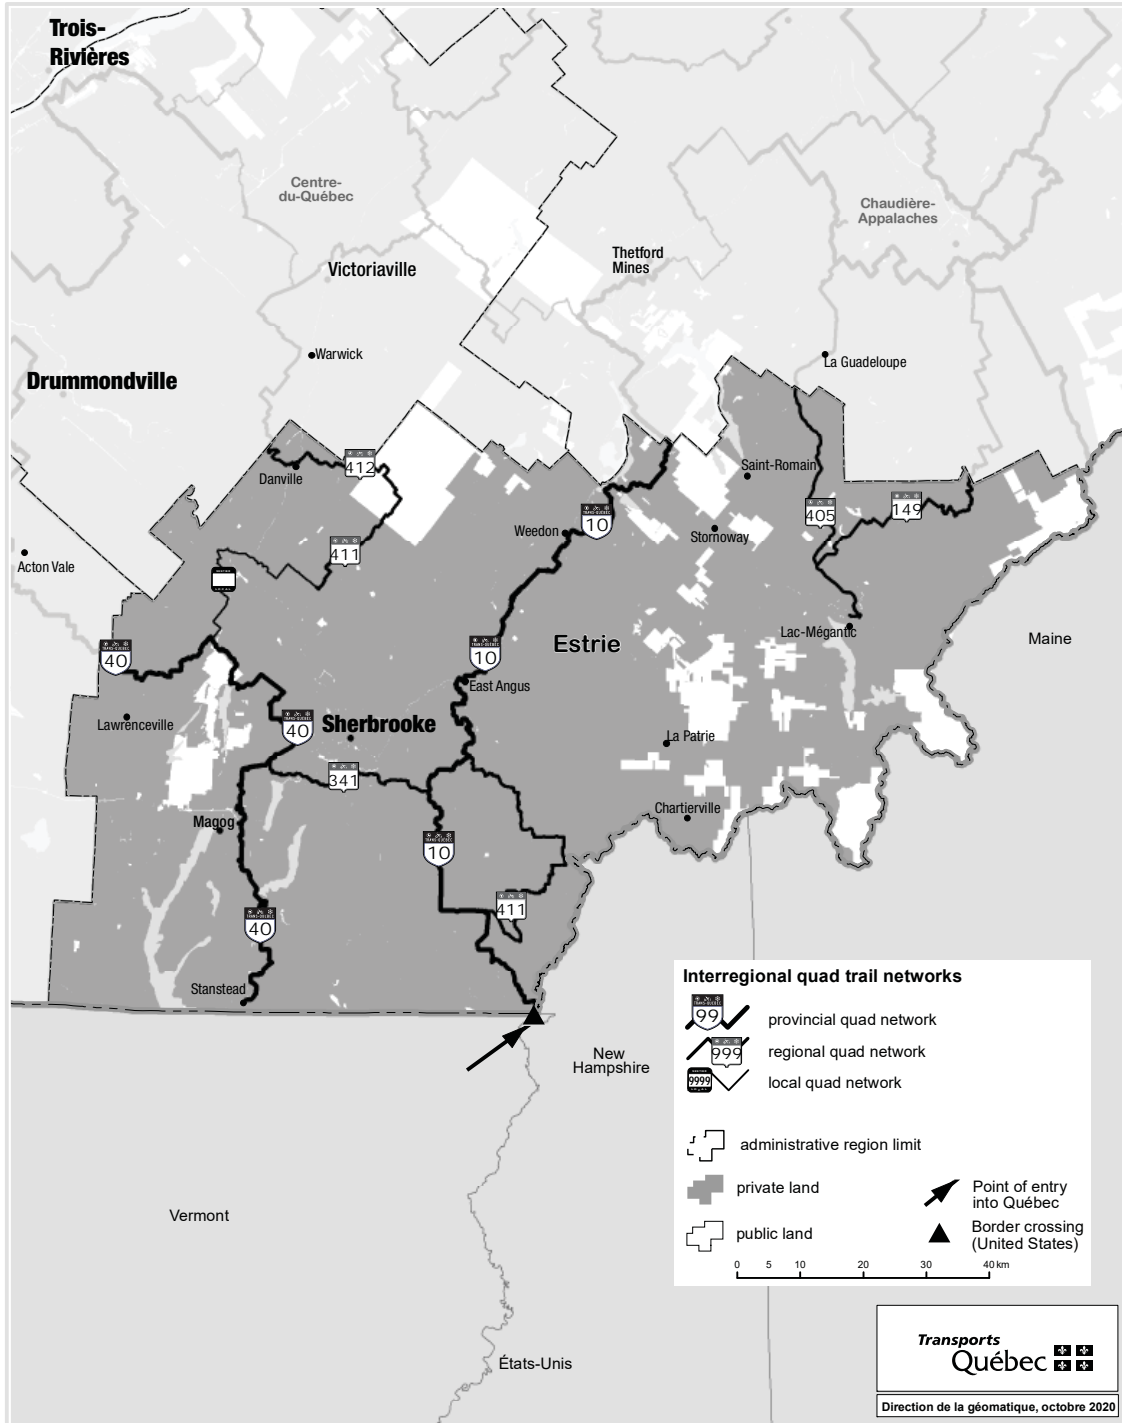 Trois-
Rivières
Centre-
du-Québec
Chaudière-
Appalaches
Thetford
Mines
Victoriaville
Warwick
La Guadeloupe
Drummondville
412
Danville
Saint-Romain
10
405
149
Weedon
Stornoway
411
Acton Vale
Estrie
Lac-Mégantic
Maine
40
10
East Angus
Lawrenceville
40
Sherbrooke
La Patrie
341
Chartierville
Magog
10
411
40
Stanstead
New
Hampshire
Vermont
États-Unis
Interregional quad trail networks
TRANS-QUÉBEC
99
provincial quad network
999
regional quad network
9999
local quad network
administrative region limit
private land
public land
Point of entry
into Québec
Border crossing
(United States)
0 5 10 20 30 40 km
Transports
Québec
Direction de la géomatique, octobre 2020